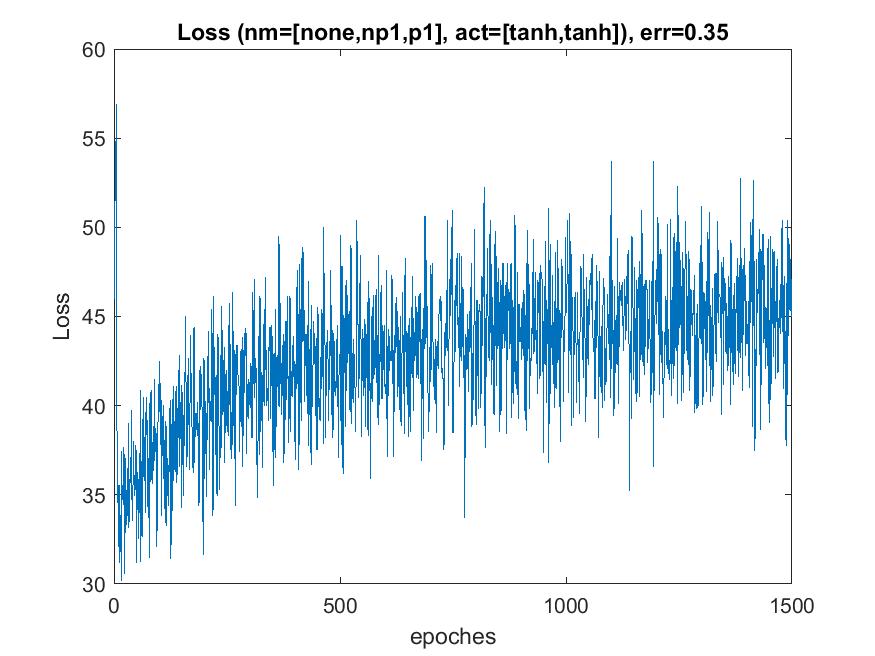 Loss (nm=[none,np1,p1], act=[tanh,tanh]), err=0.35
60
55
50
45
40
35
30
Loss
0 500 1000 1500
epoches